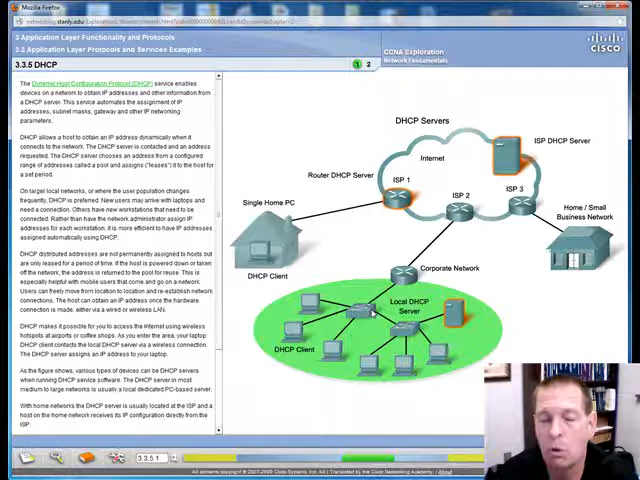 Mozilla Firefox
3 Application Layer Functionality and Protocols
3.3 Application Layer Protocols and Services Examples
CCNA Exploration
Network Fundamentals
CISCO
3.3.5 DHCP
1 2
The Dynamic Host Configuration Protocol (DHCP) service enables
devices on a network to obtain IP addresses and other information
from a DHCP server. This service automates the assignment of IP
addresses, subnet masks, gateway and other IP networking
parameters.
DHCP allows a host to obtain an IP address dynamically when it
connects to the network. The DHCP server is contacted and an address
requested. The DHCP server chooses an address from a configured
range of addresses called a pool and assigns ("leases") it to the host for
a set period.
On larger local networks, or where the user population changes
frequently, DHCP is preferred. New users may arrive with laptops and
need a connection. Others have new workstations that need to be
connected. Rather than have the network administrator assign IP
addresses for each workstation, it is more efficient to have IP addresses
assigned automatically using DHCP.
DHCP distributed addresses are not permanently assigned to hosts but
are only leased for a period of time. If the host is powered down or taken
off the network, the address is returned to the pool for reuse. This is
especially helpful with mobile users that come and go on a network.
Users can freely move from location to location and re-establish network
connections. The host can obtain an IP address once the hardware
connection is made, either via a wired or wireless LAN.
DHCP makes it possible for you to access the Internet using wireless
hotspots at airports or coffee shops. As you enter the area, your laptop
DHCP client contacts the local DHCP server via a wireless connection.
The DHCP server assigns an IP address to your laptop.
As the figure shows, various types of devices can be DHCP servers
when running DHCP service software. The DHCP server in most
medium to large networks is usually a local dedicated PC-based server.
With home networks the DHCP server is usually located at the ISP and a
host on the home network receives its IP configuration directly from the
ISP.
DHCP Servers
Internet
ISP DHCP Server
Router DHCP Server
ISP 1
ISP 2
ISP 3
Single Home PC
Home / Small
Business Network
DHCP Client
Corporate Network
Local DHCP
Server
DHCP Client
3.3.5.1
All contents copyright © 2007-2009 Cisco Systems, Inc. All | Translated by the Cisco Networking Academy. | About